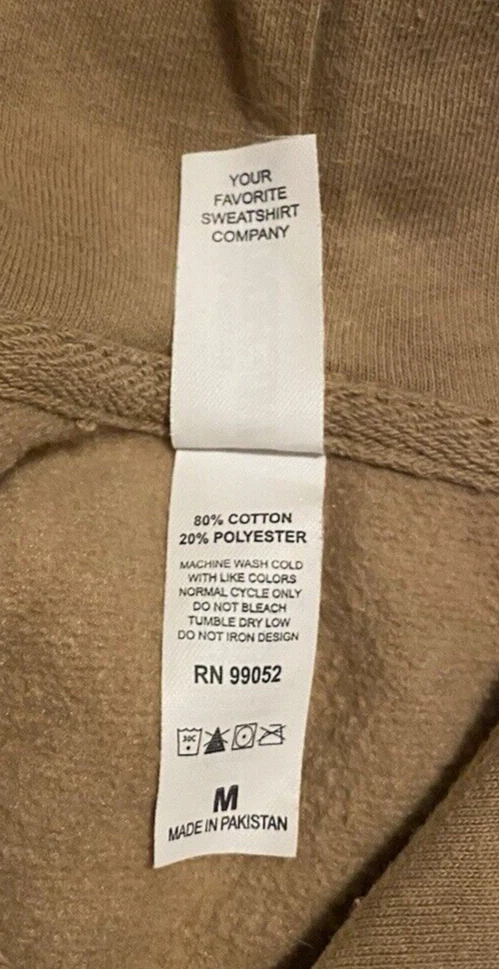 YOUR
FAVORITE
SWEATSHIRT
COMPANY
80% COTTON
20% POLYESTER
MACHINE WASH COLD
WITH LIKE COLORS
NORMAL CYCLE ONLY
DO NOT BLEACH
TUMBLE DRY LOW
DO NOT IRON DESIGN
RN 99052
30C
M
MADE IN PAKISTAN